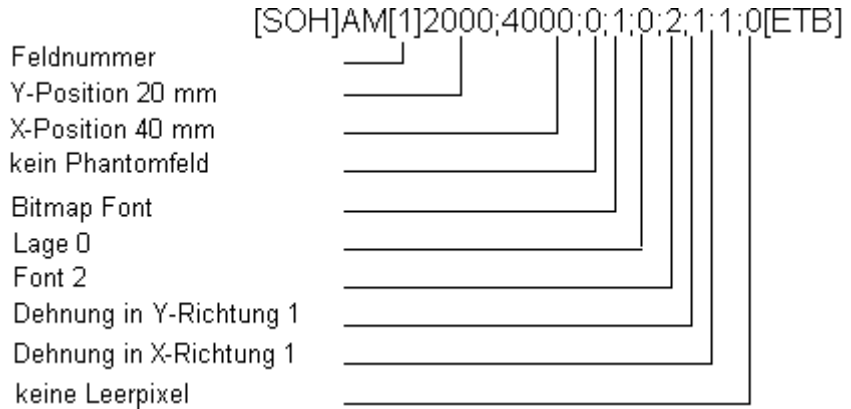 [SOH]AM[1]2000;4000;0;1;0;2;1;1;0[ETB]
Feldnummer
Y-Position 20 mm
X-Position 40 mm
kein Phantomfeld
Bitmap Font
Lage 0
Font 2
Dehnung in Y-Richtung 1
Dehnung in X-Richtung 1
keine Leerpixel